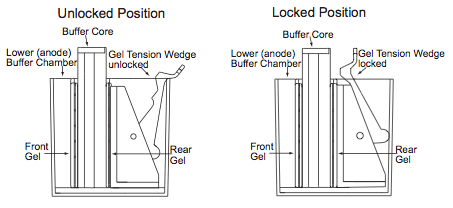 Unlocked Position
Buffer Core
Lower (anode)
Buffer Chamber
Gel Tension Wedge
unlocked
Front
Gel
Rear
Gel
Locked Position
Buffer Core
Lower (anode)
Buffer Chamber
Gel Tension Wedge
locked
Front
Gel
Rear
Gel